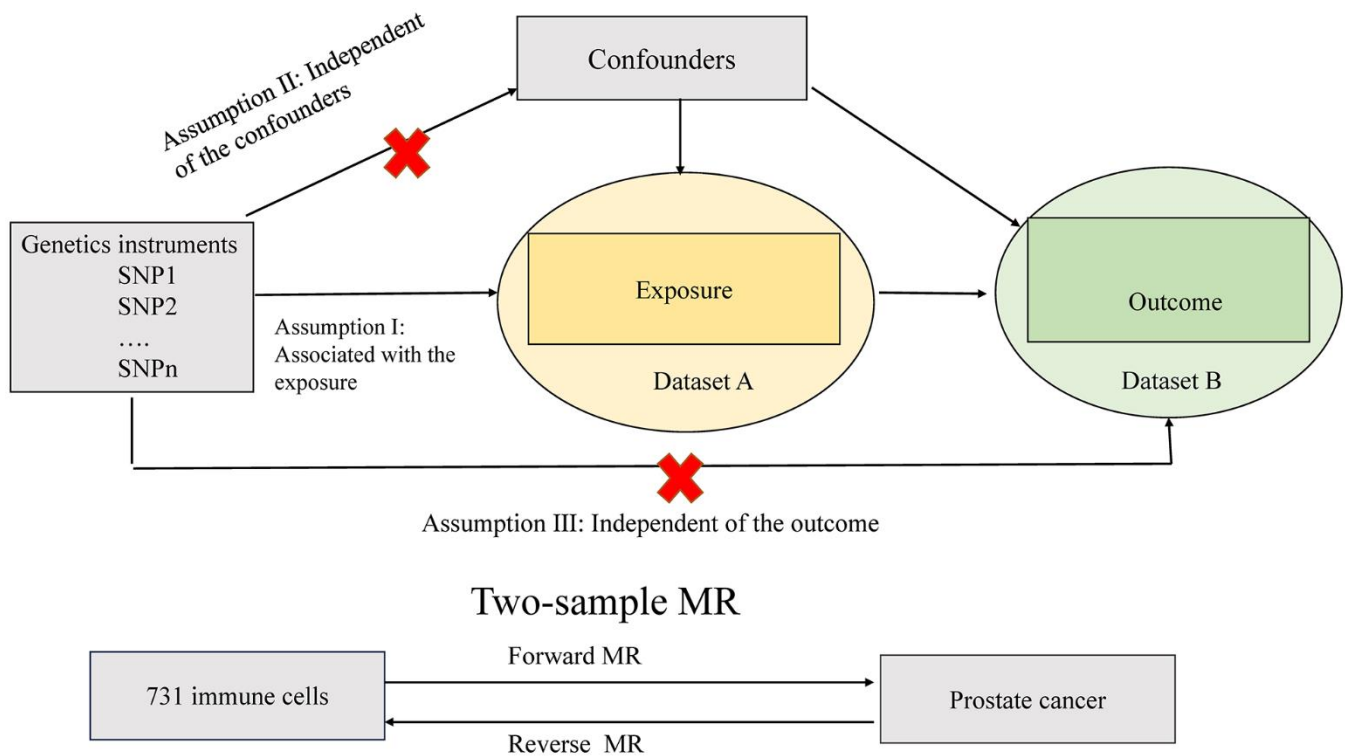 Confounders
Assumption II: Independent
of the confounders
Genetics instruments
SNP1
SNP2
....
SNPn
Assumption I:
Associated with the
exposure
Exposure
Dataset A
Outcome
Dataset B
Assumption III: Independent of the outcome
Two-sample MR
731 immune cells
Forward MR
Reverse MR
Prostate cancer